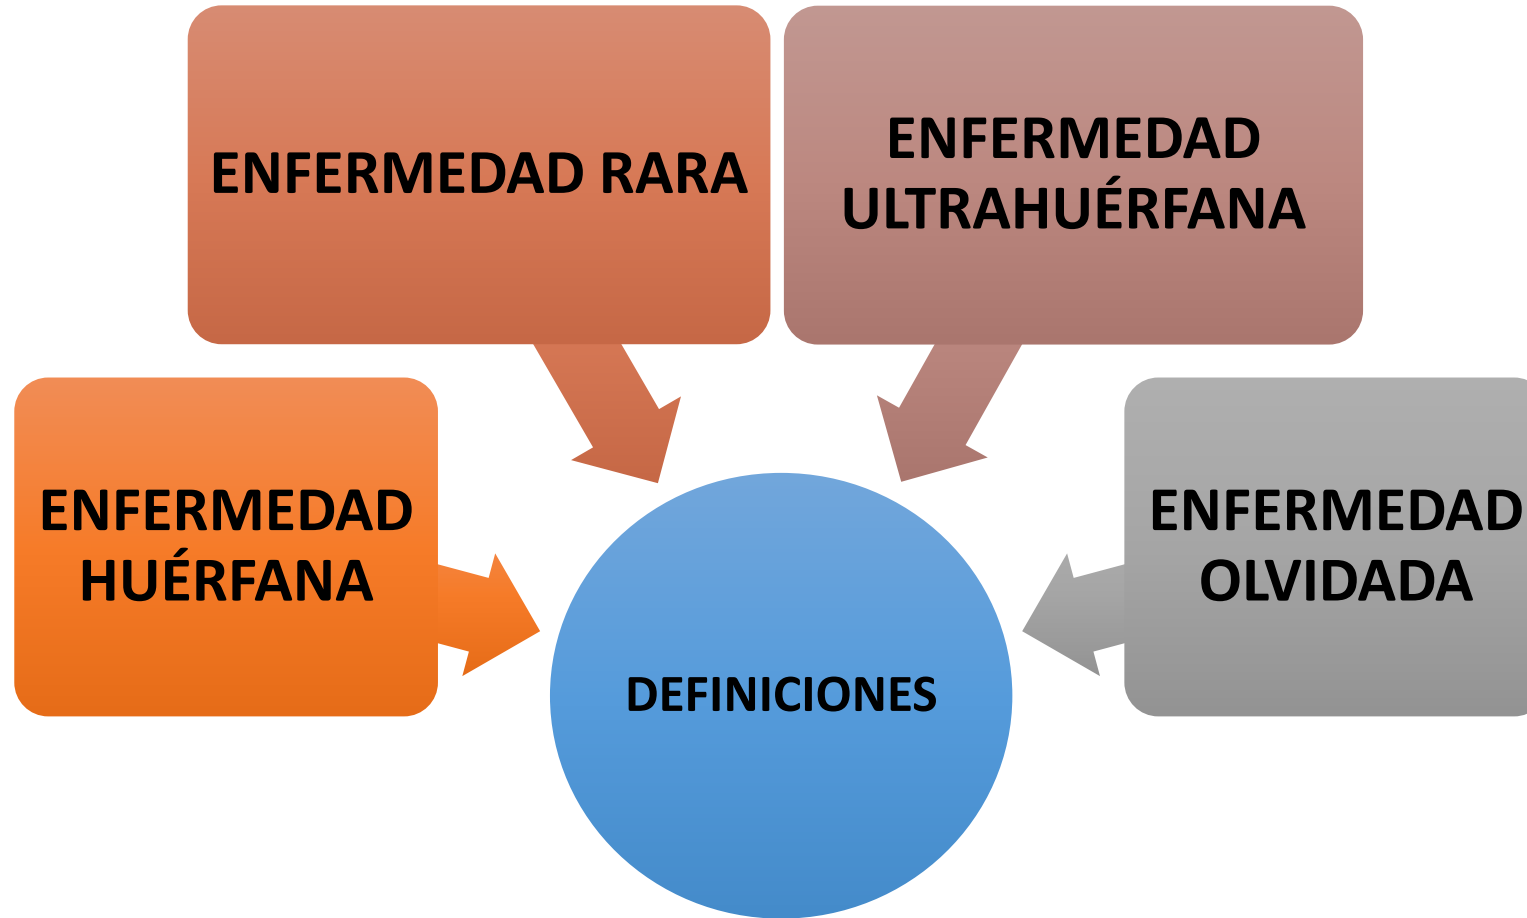 ENFERMEDAD RARA
ENFERMEDAD
ULTRAHUÉRFANA
ENFERMEDAD
HUÉRFANA
ENFERMEDAD
OLVIDADA
DEFINICIONES